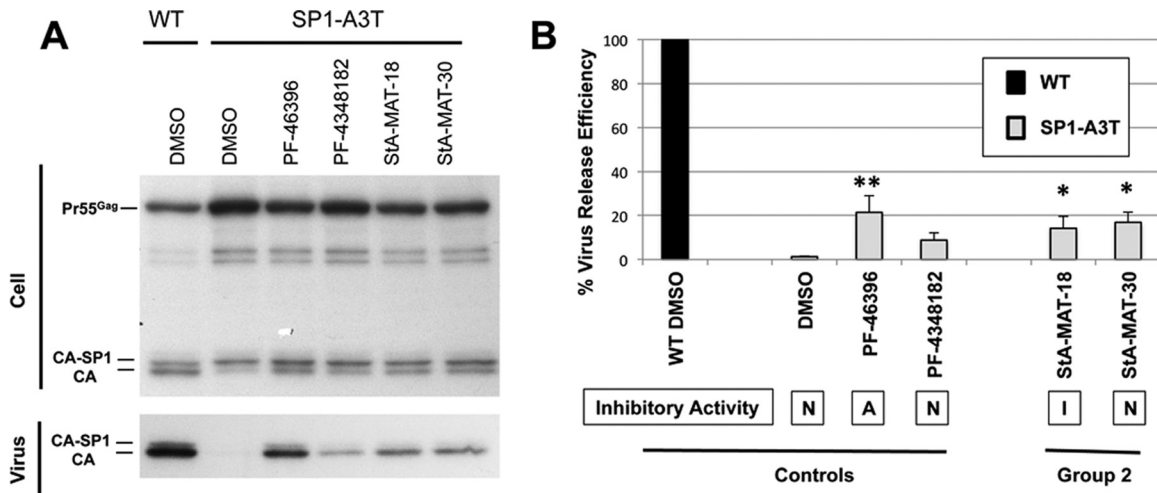 A
WT
SP1-A3T
DMSO
DMSO
PF-46396
PF-4348182
StA-MAT-18
StA-MAT-30
Cell
Pr55Gag
CA-SP1
CA
Virus
CA-SP1
CA
B
% Virus Release Efficiency
100
80
60
40
20
0
WT
SP1-A3T
**
*
*
WT DMSO
DMSO
PF-46396
PF-4348182
StA-MAT-18
StA-MAT-30
Inhibitory Activity
N
A
N
I
N
Controls
Group 2